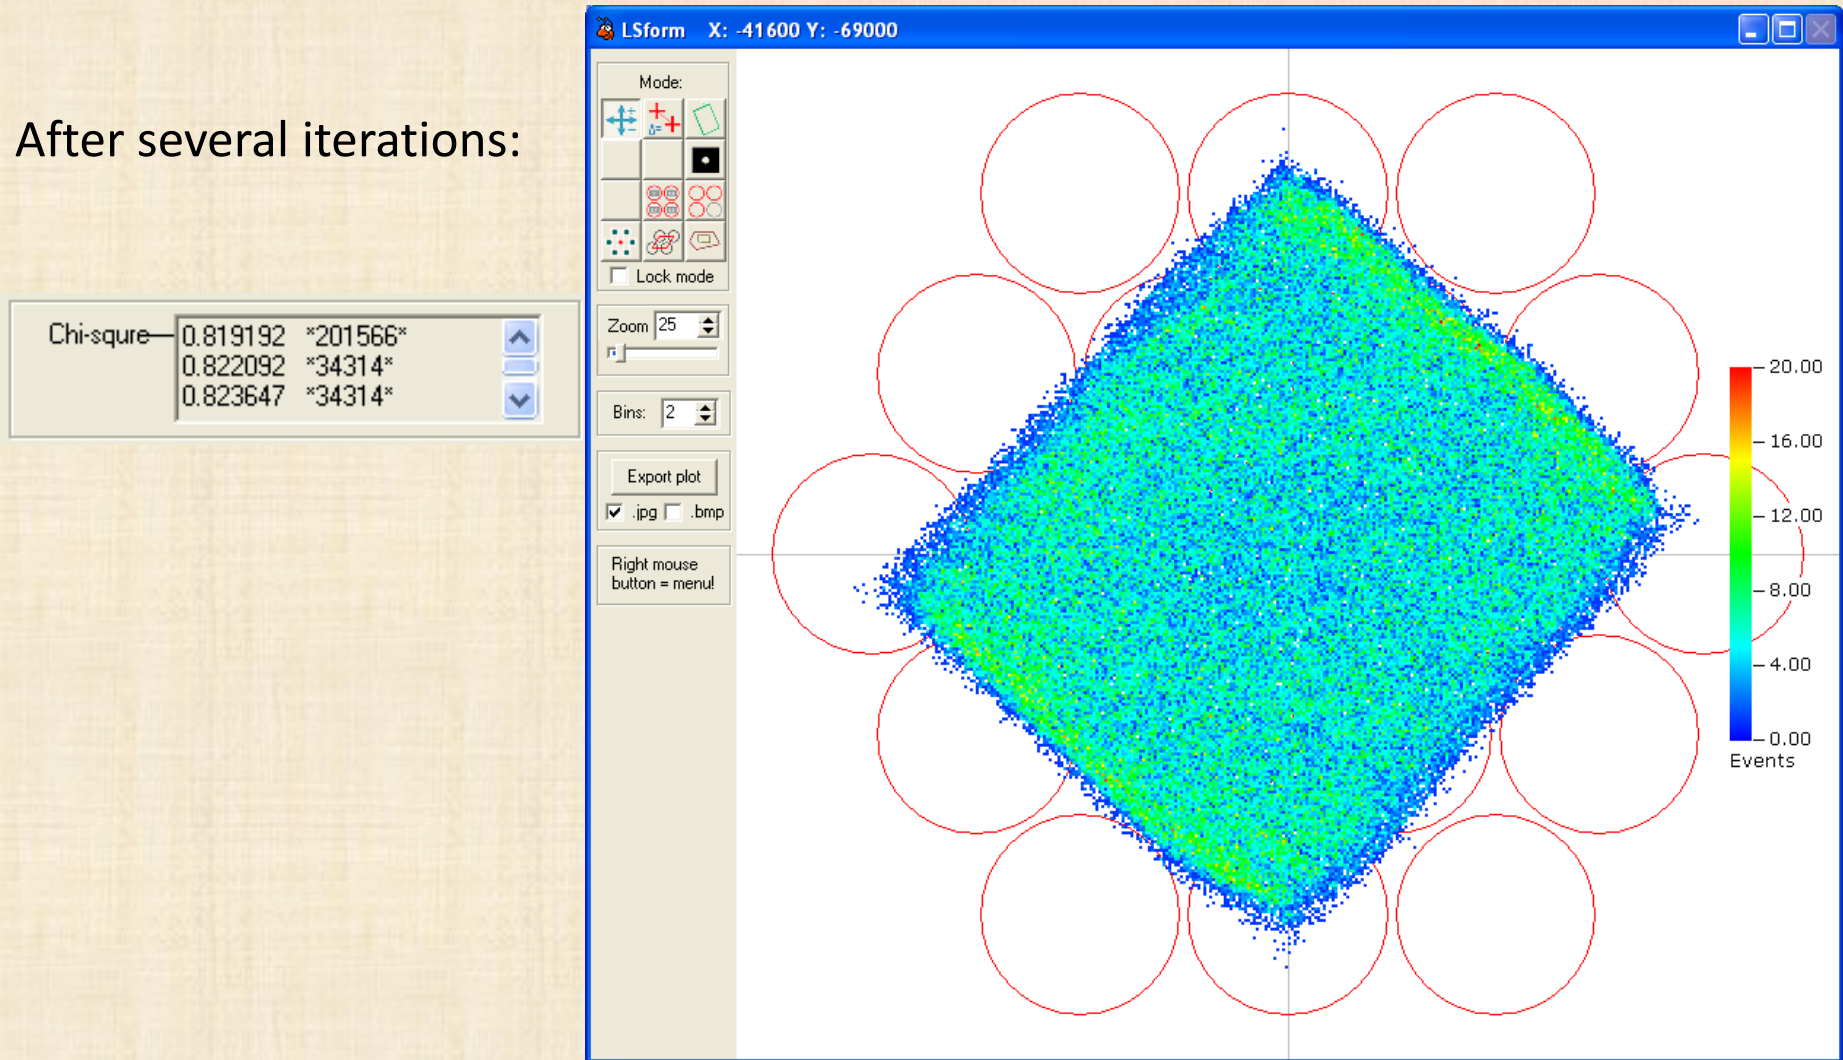 After several iterations:
Chi-squre
0.819192 *201566*
0.822092 *34314*
0.823647 *34314*
LSform X: -41600 Y: -69000
Mode:
Δ=
Lock mode
Zoom 25
Bins: 2
Export plot
.jpg .bmp
Right mouse
button = menu!
20.00
16.00
12.00
8.00
4.00
0.00
Events